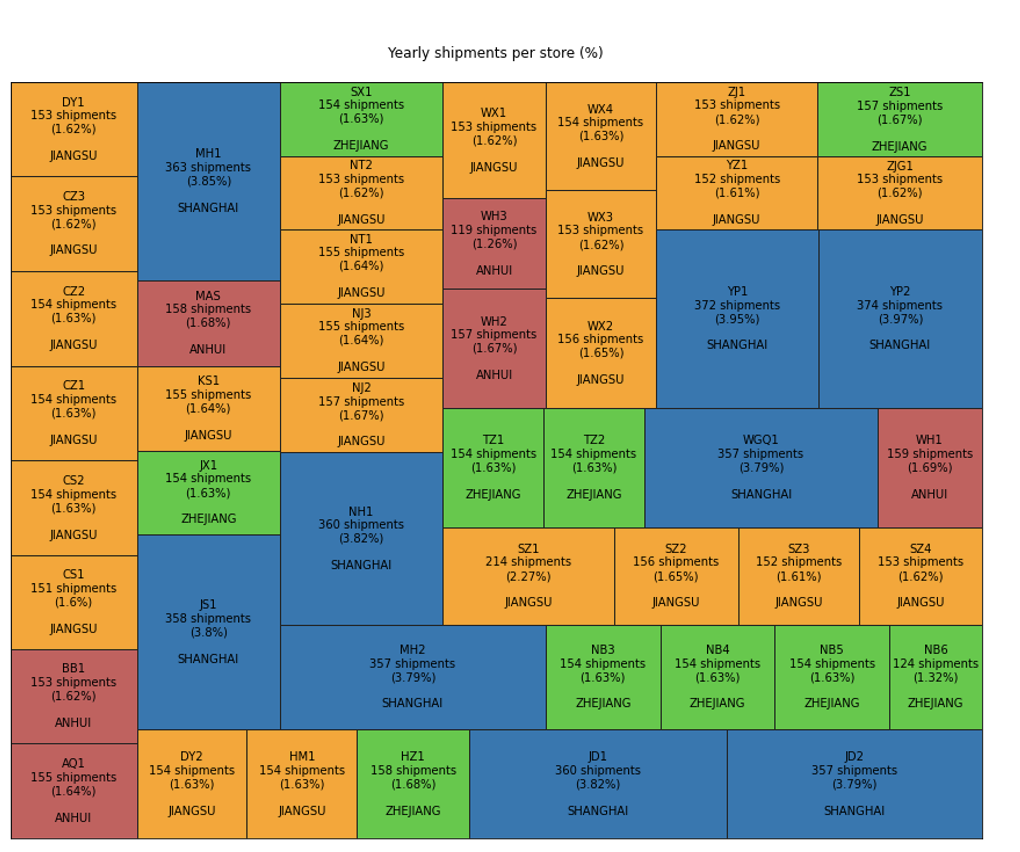 Yearly shipments per store (%)
DY1
153 shipments
(1.62%)
JIANGSU
CZ3
153 shipments
(1.62%)
JIANGSU
CZ2
154 shipments
(1.63%)
JIANGSU
CZ1
154 shipments
(1.63%)
JIANGSU
CS2
154 shipments
(1.63%)
JIANGSU
CS1
151 shipments
(1.6%)
JIANGSU
BB1
153 shipments
(1.62%)
ANHUI
AQ1
155 shipments
(1.64%)
ANHUI
MH1
363 shipments
(3.85%)
SHANGHAI
MAS
158 shipments
(1.68%)
ANHUI
KS1
155 shipments
(1.64%)
JIANGSU
JX1
154 shipments
(1.63%)
ZHEJIANG
JS1
358 shipments
(3.8%)
SHANGHAI
SX1
154 shipments
(1.63%)
ZHEJIANG
NT2
153 shipments
(1.62%)
JIANGSU
NT1
155 shipments
(1.64%)
JIANGSU
NJ3
155 shipments
(1.64%)
JIANGSU
NJ2
157 shipments
(1.67%)
JIANGSU
NH1
360 shipments
(3.82%)
SHANGHAI
WX1
153 shipments
(1.62%)
JIANGSU
WH3
119 shipments
(1.26%)
ANHUI
WH2
157 shipments
(1.67%)
ANHUI
WX4
154 shipments
(1.63%)
JIANGSU
WX3
153 shipments
(1.62%)
JIANGSU
WX2
156 shipments
(1.65%)
JIANGSU
ZJ1
153 shipments
(1.62%)
JIANGSU
ZS1
157 shipments
(1.67%)
ZHEJIANG
YZ1
152 shipments
(1.61%)
JIANGSU
ZJG1
153 shipments
(1.62%)
JIANGSU
YP1
372 shipments
(3.95%)
SHANGHAI
YP2
374 shipments
(3.97%)
SHANGHAI
TZ1
154 shipments
(1.63%)
ZHEJIANG
TZ2
154 shipments
(1.63%)
ZHEJIANG
WGQ1
357 shipments
(3.79%)
SHANGHAI
WH1
159 shipments
(1.69%)
ANHUI
SZ1
214 shipments
(2.27%)
JIANGSU
SZ2
156 shipments
(1.65%)
JIANGSU
SZ3
152 shipments
(1.61%)
JIANGSU
SZ4
153 shipments
(1.62%)
JIANGSU
MH2
357 shipments
(3.79%)
SHANGHAI
NB3
154 shipments
(1.63%)
ZHEJIANG
NB4
154 shipments
(1.63%)
ZHEJIANG
NB5
154 shipments
(1.63%)
ZHEJIANG
NB6
124 shipments
(1.32%)
ZHEJIANG
DY2
154 shipments
(1.63%)
JIANGSU
HM1
154 shipments
(1.63%)
JIANGSU
HZ1
158 shipments
(1.68%)
ZHEJIANG
JD1
360 shipments
(3.82%)
SHANGHAI
JD2
357 shipments
(3.79%)
SHANGHAI